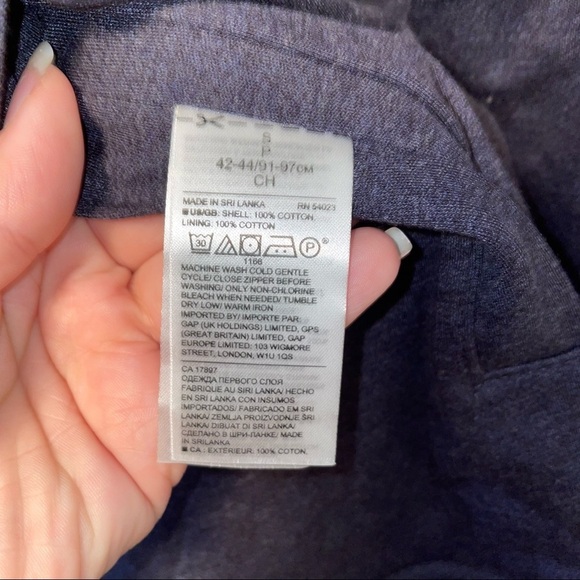 S/P
42-44/91-97см
CH
MADE IN SRI LANKA RN 54023
US/GB: SHELL: 100% COTTON
LINING: 100% COTTON
30 P®
1166
MACHINE WASH COLD GENTLE
CYCLE/ CLOSE ZIPPER BEFORE
WASHING/ ONLY NON-CHLORINE
BLEACH WHEN NEEDED/ TUMBLE
DRY LOW/ WARM IRON
IMPORTED BY/ IMPORTE PAR:
GAP (UK HOLDINGS) LIMITED, GPS
(GREAT BRITAIN) LIMITED, GAP
EUROPE LIMITED: 103 WIGMORE
STREET, LONDON, W1U 1QS
CA 17897
ОДЕЖДА ПЕРВОГО СЛОЯ
FABRIQUE AU SRI LANKA/ HECHO
EN SRI LANKA CON INSUMOS
IMPORTADOS/ FABRICADO EM SRI
LANKA/ ZEMLJA PROIZVODNJE ŠRI
LANKA/ DIBUAT DI SRI LANKA/
СДЕЛАНО В ШРИ-ЛАНКЕ/ MADE
IN SRILANKA
CA : EXTERIEUR: 100% COTON.